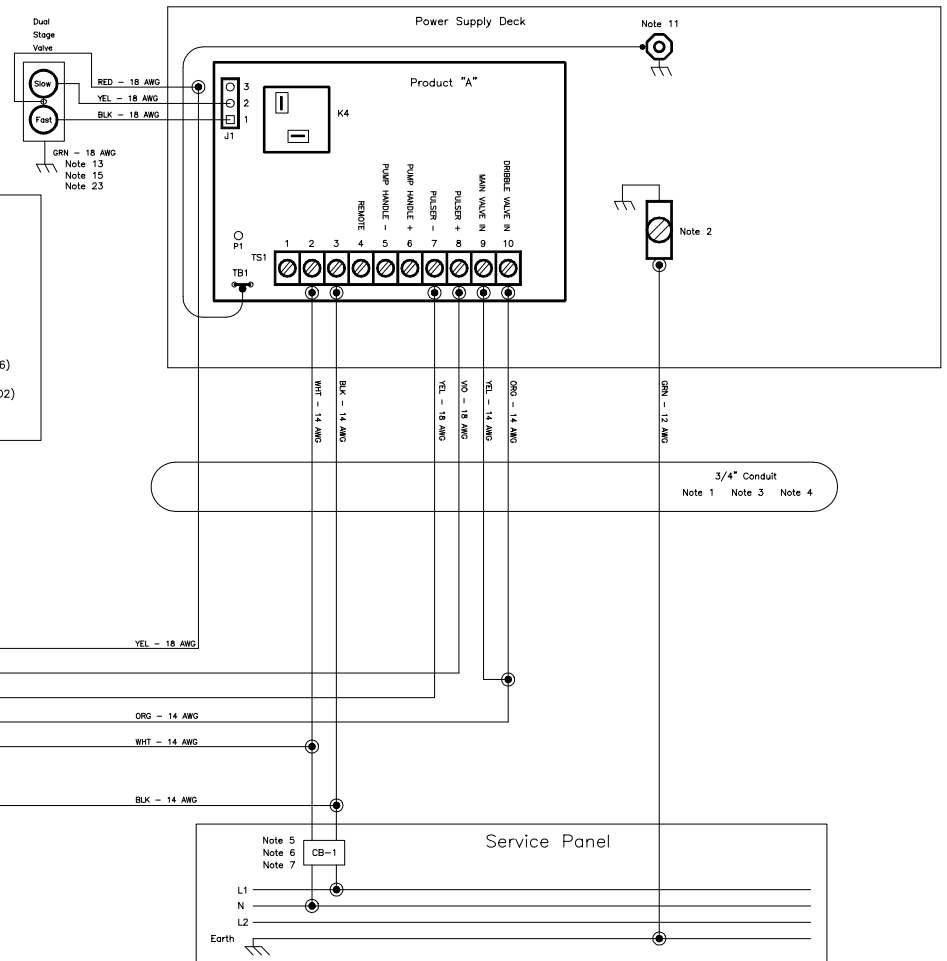 Dual
Stage
Valve
Power Supply Deck
Note 11
Slow
Fast
RED - 18 AWG
YEL - 18 AWG
BLK - 18 AWG
GRN - 18 AWG
Note 13
Note 15
Note 23
3
2
1
J1
K4
Product "A"
REMOTE
PUMP HANDLE -
PUMP HANDLE +
PULSER -
PULSER +
MAIN VALVE IN
DRIBBLE VALVE IN
P1
TS1
1 2 3 4 5 6 7 8 9 10
TB1
Note 2
6)
02)
WHT - 14 AWG
BLK - 14 AWG
YEL - 18 AWG
VIO - 18 AWG
YEL - 14 AWG
ORG - 14 AWG
GRN - 12 AWG
3/4" Conduit
Note 1 Note 3 Note 4
YEL - 18 AWG
ORG - 14 AWG
WHT - 14 AWG
BLK - 14 AWG
Service Panel
Note 5
Note 6
Note 7
CB-1
L1
N
L2
Earth